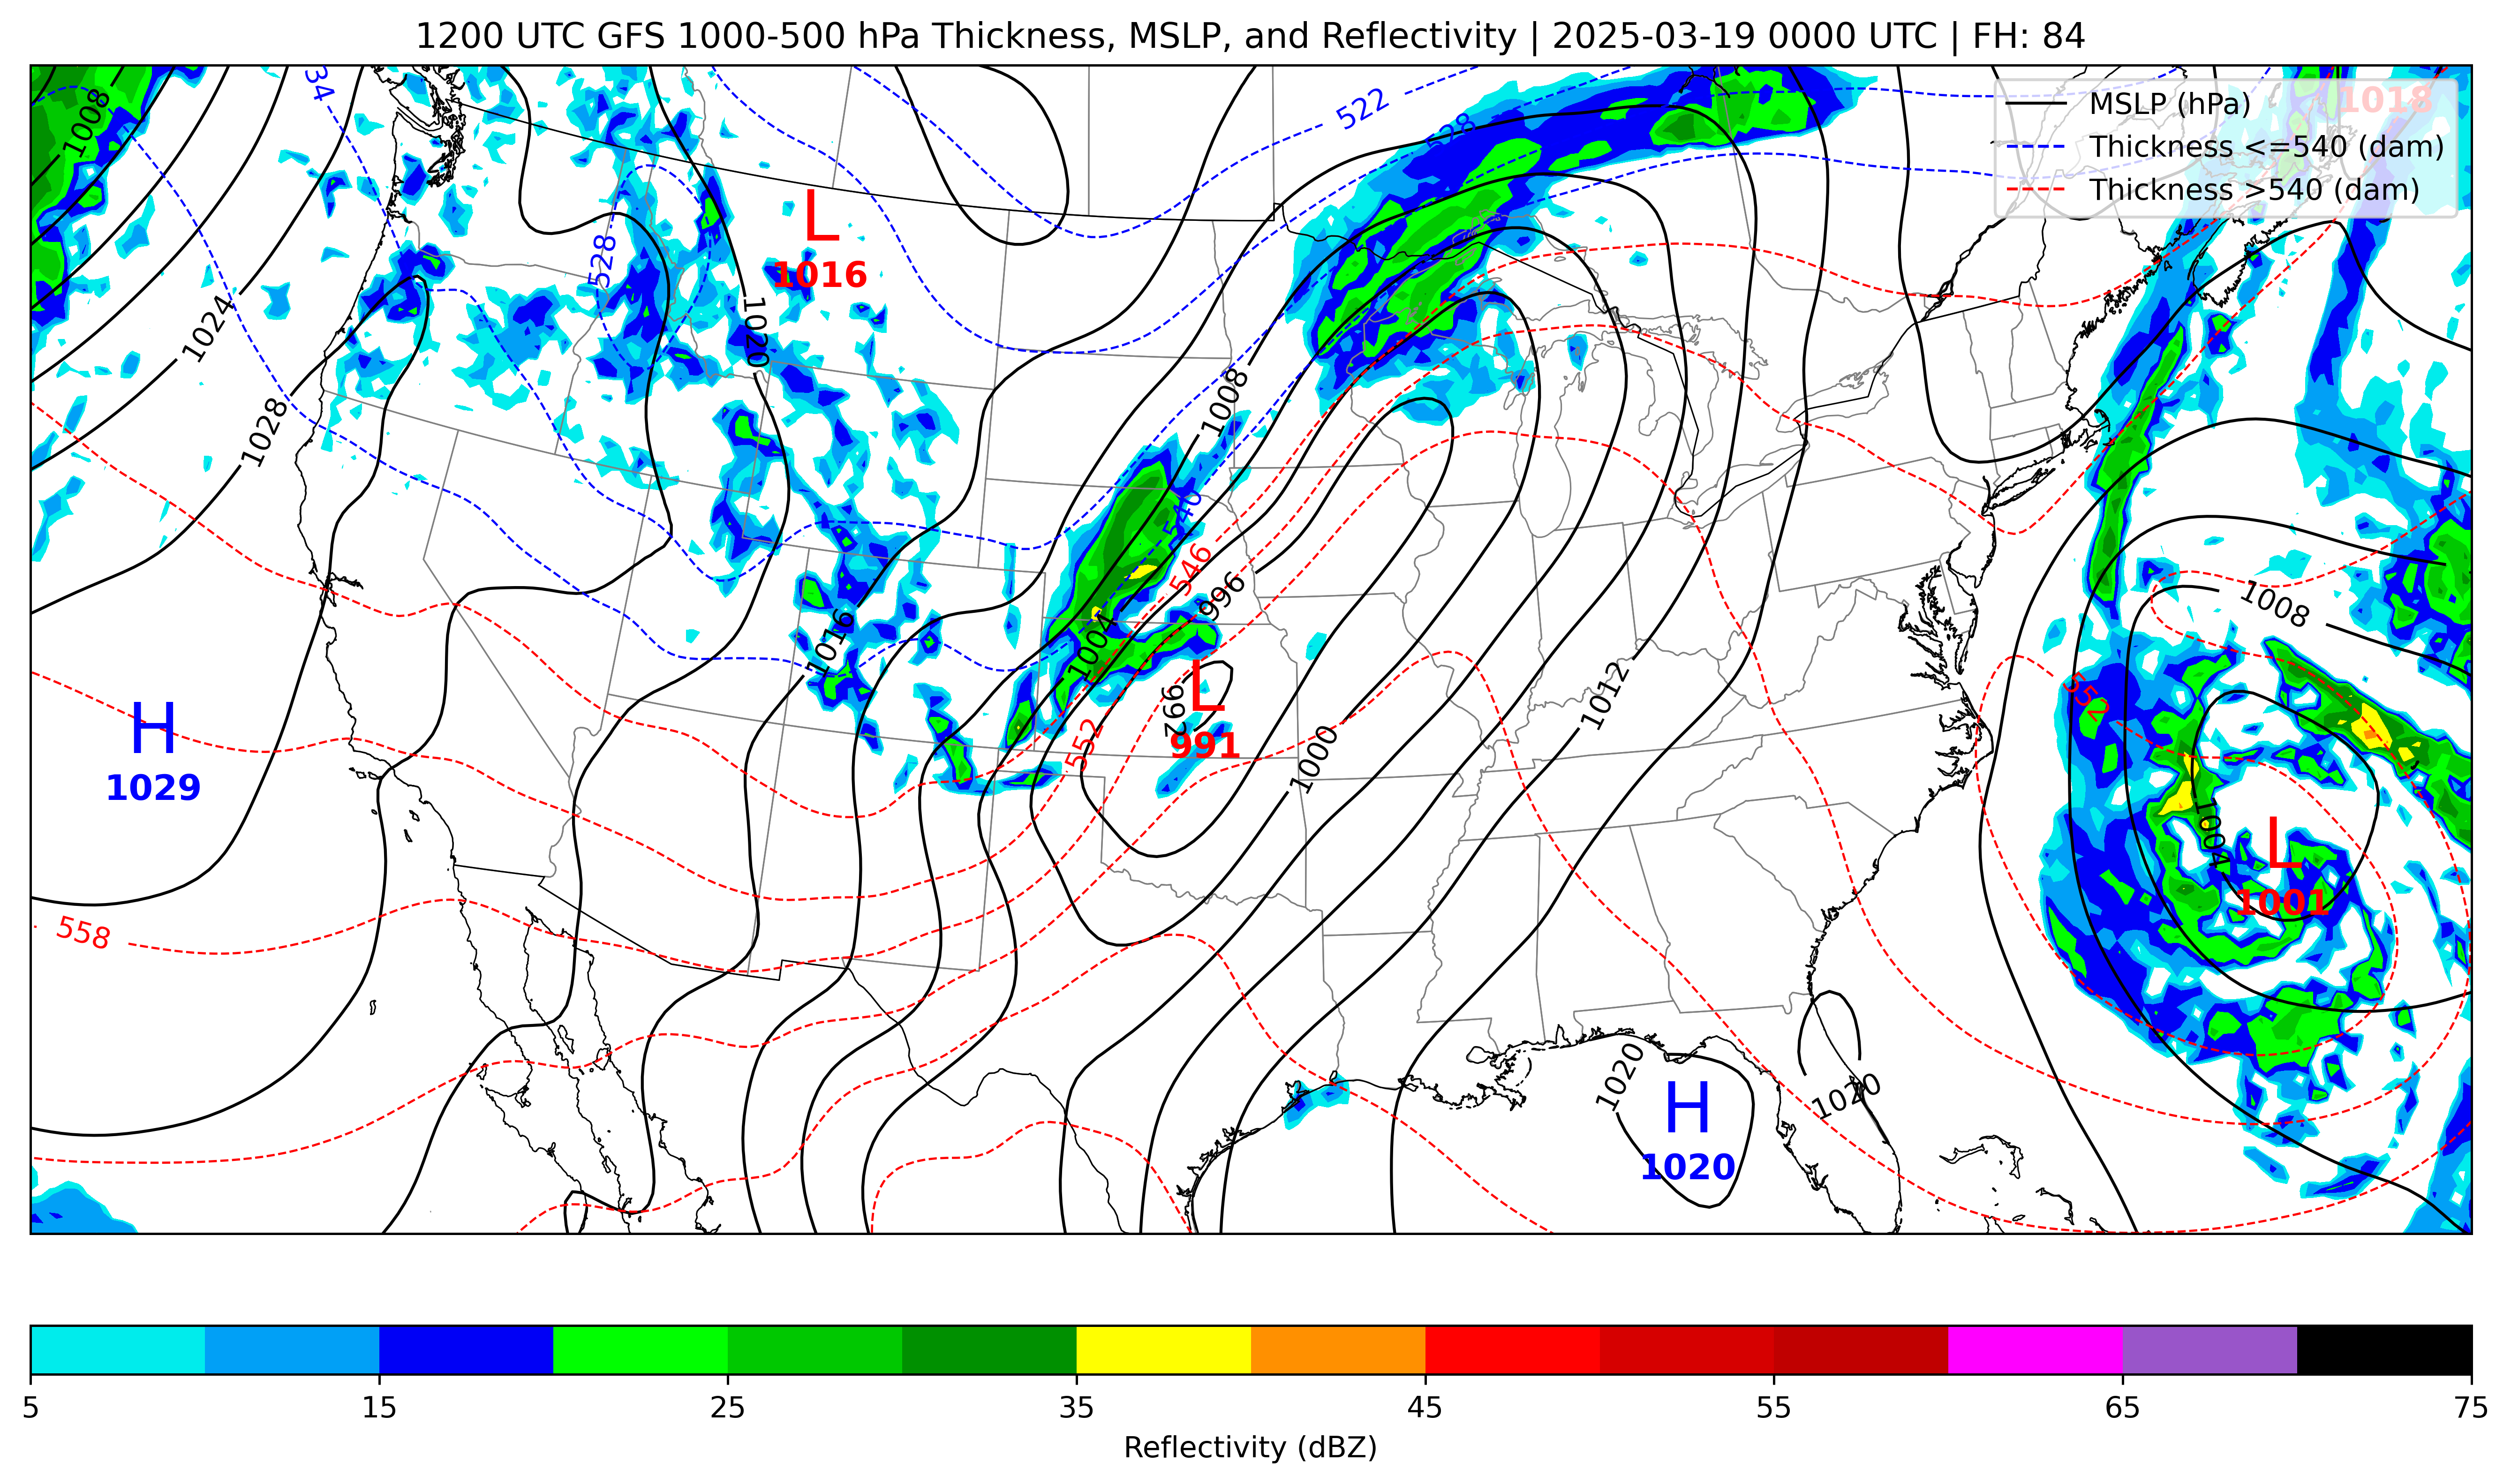 1200 UTC GFS 1000-500 hPa Thickness, MSLP, and Reflectivity | 2025-03-19 0000 UTC | FH: 84
MSLP (hPa)
Thickness <=540 (dam)
Thickness >540 (dam)
1018
1008
534
522
528
L
1016
528
1024
1020
1028
1008
540
546
996
1004
1016
992
L
991
552
1000
1012
1008
552
1004
L
1001
H
1029
558
1020
H
1020
1020
5 15 25 35 45 55 65 75
Reflectivity (dBZ)